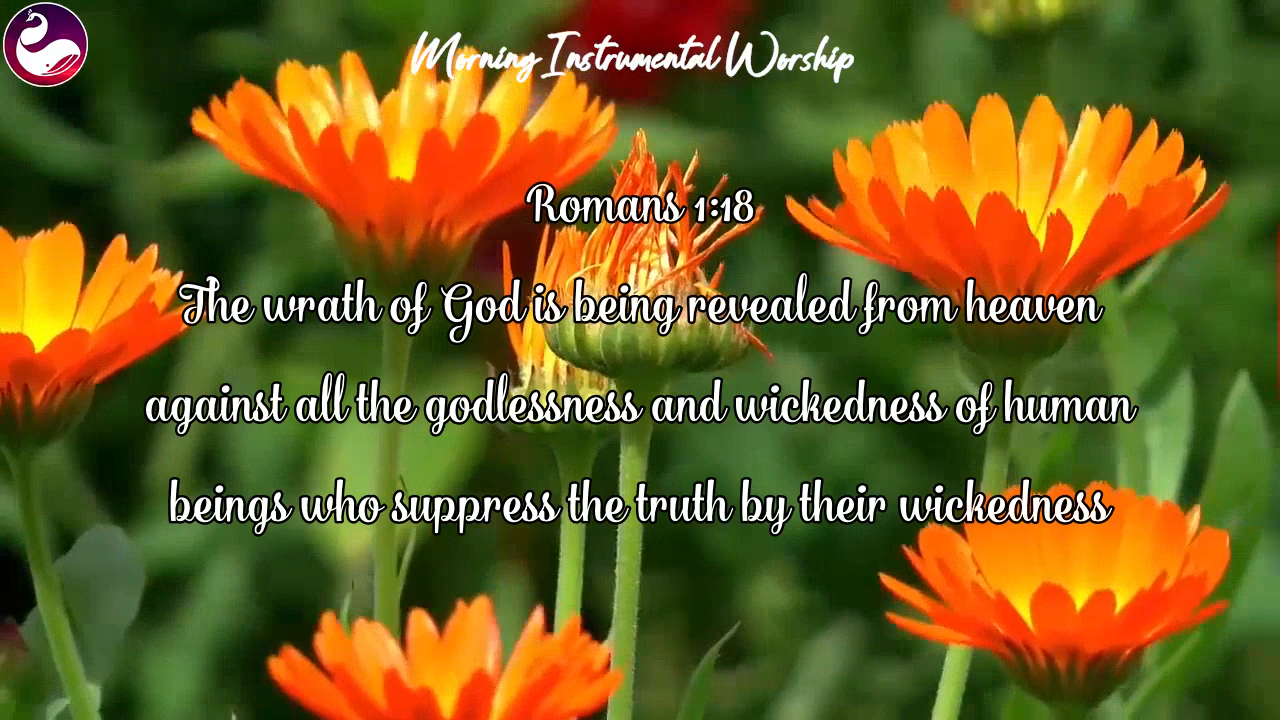 Morning Instrumental Worship
Romans 1:18
The wrath of God is being revealed from heaven
against all the godlessness and wickedness of human
beings who suppress the truth by their wickedness